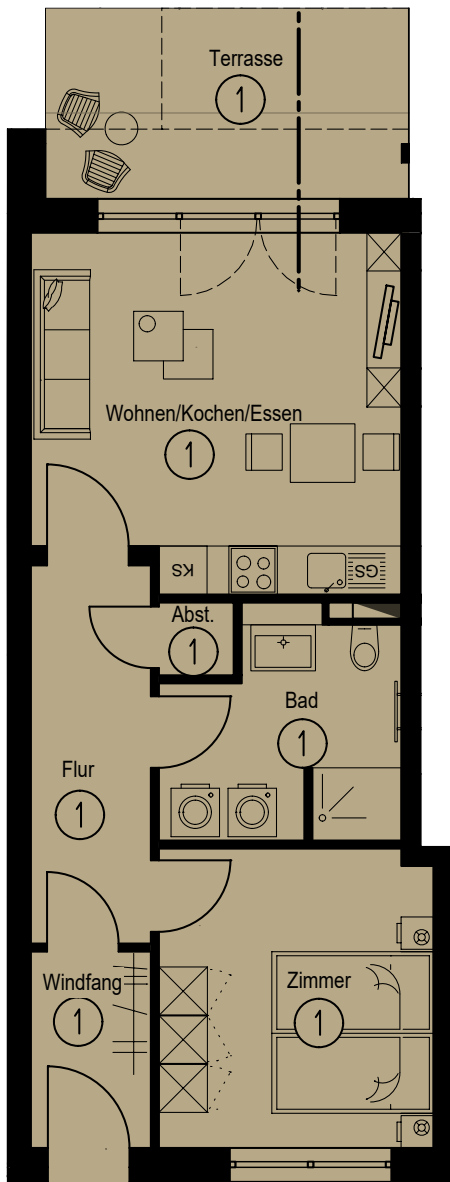 Terrasse
1
Wohnen/Kochen/Essen
1
KS
GS
Abst.
1
Bad
1
Flur
1
Windfang
1
Zimmer
1